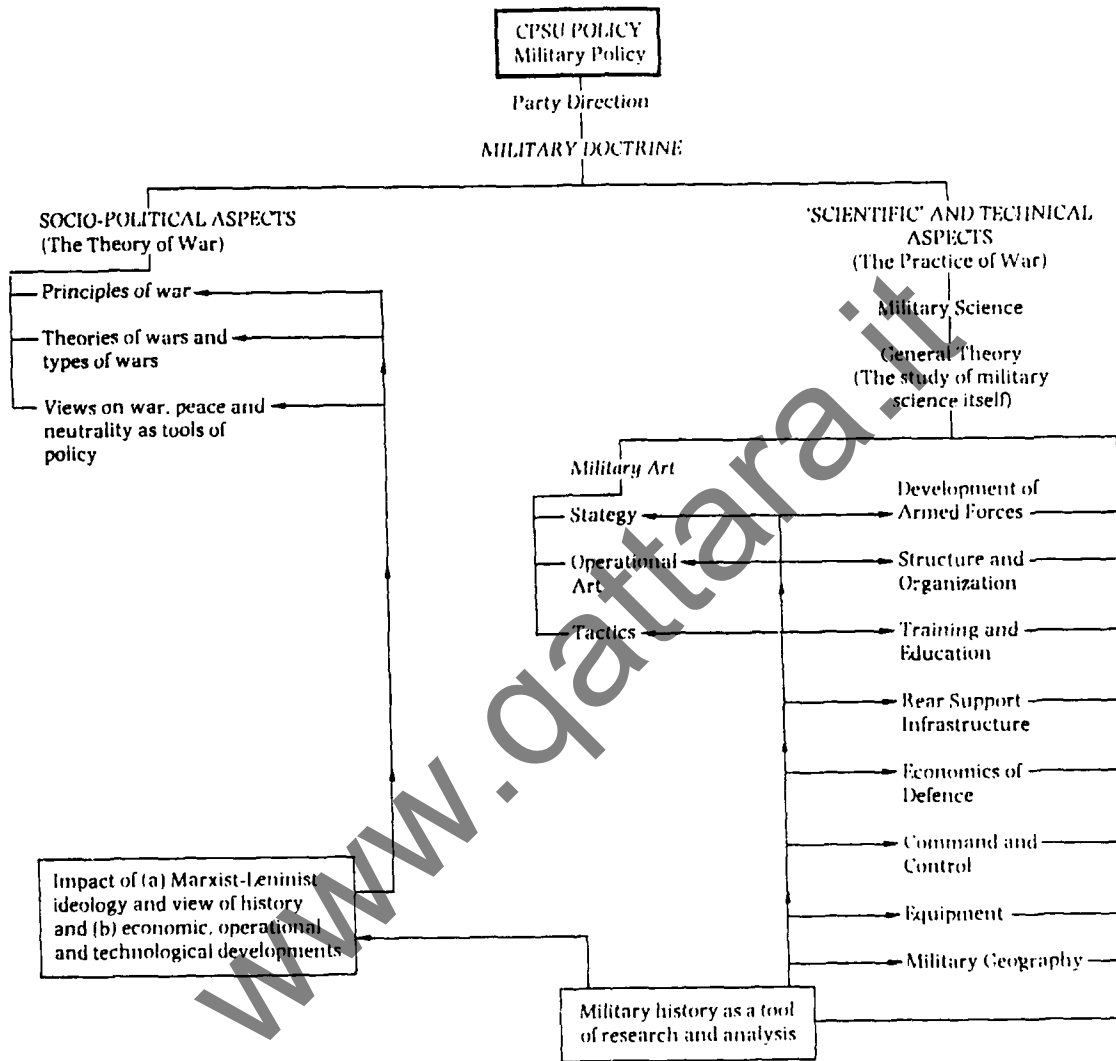 CPSU POLICY
Military Policy
Party Direction
MILITARY DOCTRINE
SOCIO-POLITICAL ASPECTS
(The Theory of War)
Principles of war
Theories of wars and
types of wars
Views on war, peace and
neutrality as tools of
policy
'SCIENTIFIC' AND TECHNICAL
ASPECTS
(The Practice of War)
Military Science
General Theory
(The study of military
science itself)
Military Art
Stategy
Operational
Art
Tactics
Development of
Armed Forces
Structure and
Organization
Training and
Education
Rear Support
Infrastructure
Economics of
Defence
Command and
Control
Equipment
Military Geography
Impact of (a) Marxist-Leninist
ideology and view of history
and (b) economic, operational
and technological developments
Military history as a tool
of research and analysis
www.qattara.it